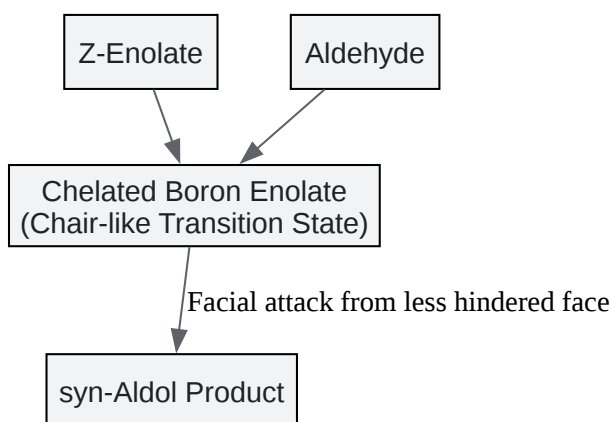 Z-Enolate
Aldehyde
Chelated Boron Enolate
(Chair-like Transition State)
Facial attack from less hindered face
syn-Aldol Product